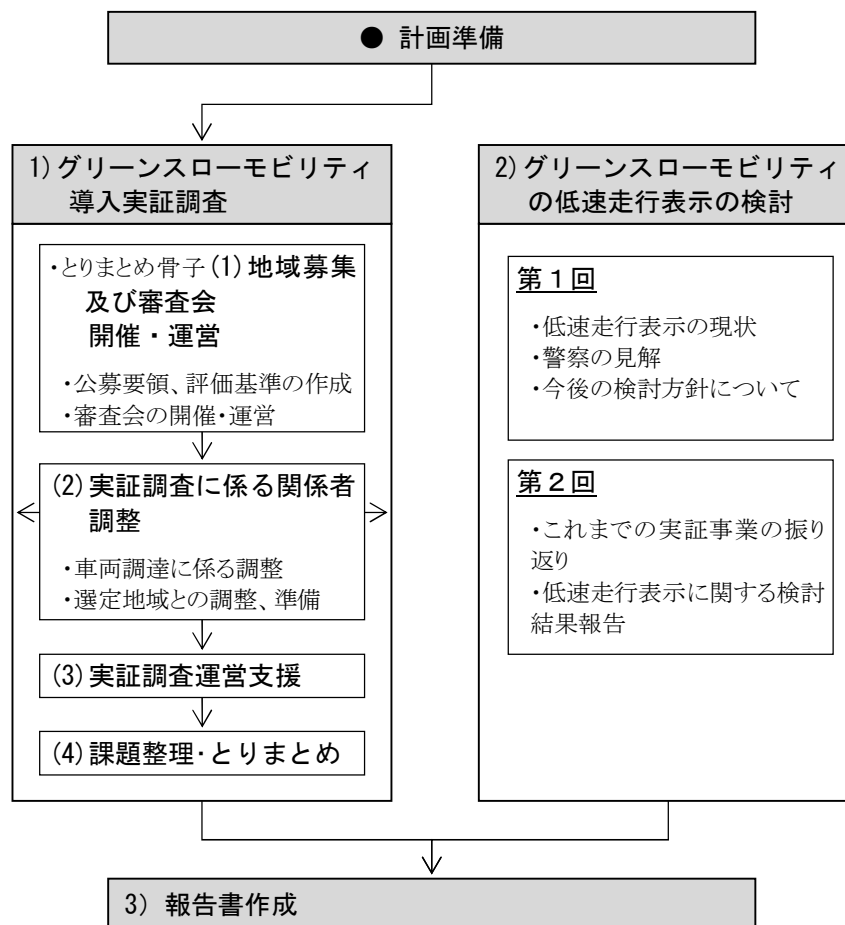 ● 計画準備
1) グリーンスローモビリティ
導入実証調査
・とりまとめ骨子(1)地域募集
及び審査会
開催・運営
・公募要領、評価基準の作成
・審査会の開催・運営
(2)実証調査に係る関係者
調整
・車両調達に係る調整
・選定地域との調整、準備
(3)実証調査運営支援
(4)課題整理・とりまとめ
2) グリーンスローモビリティ
の低速走行表示の検討
第１回
・低速走行表示の現状
・警察の見解
・今後の検討方針について
第２回
・これまでの実証事業の振り
返り
・低速走行表示に関する検討
結果報告
3) 報告書作成